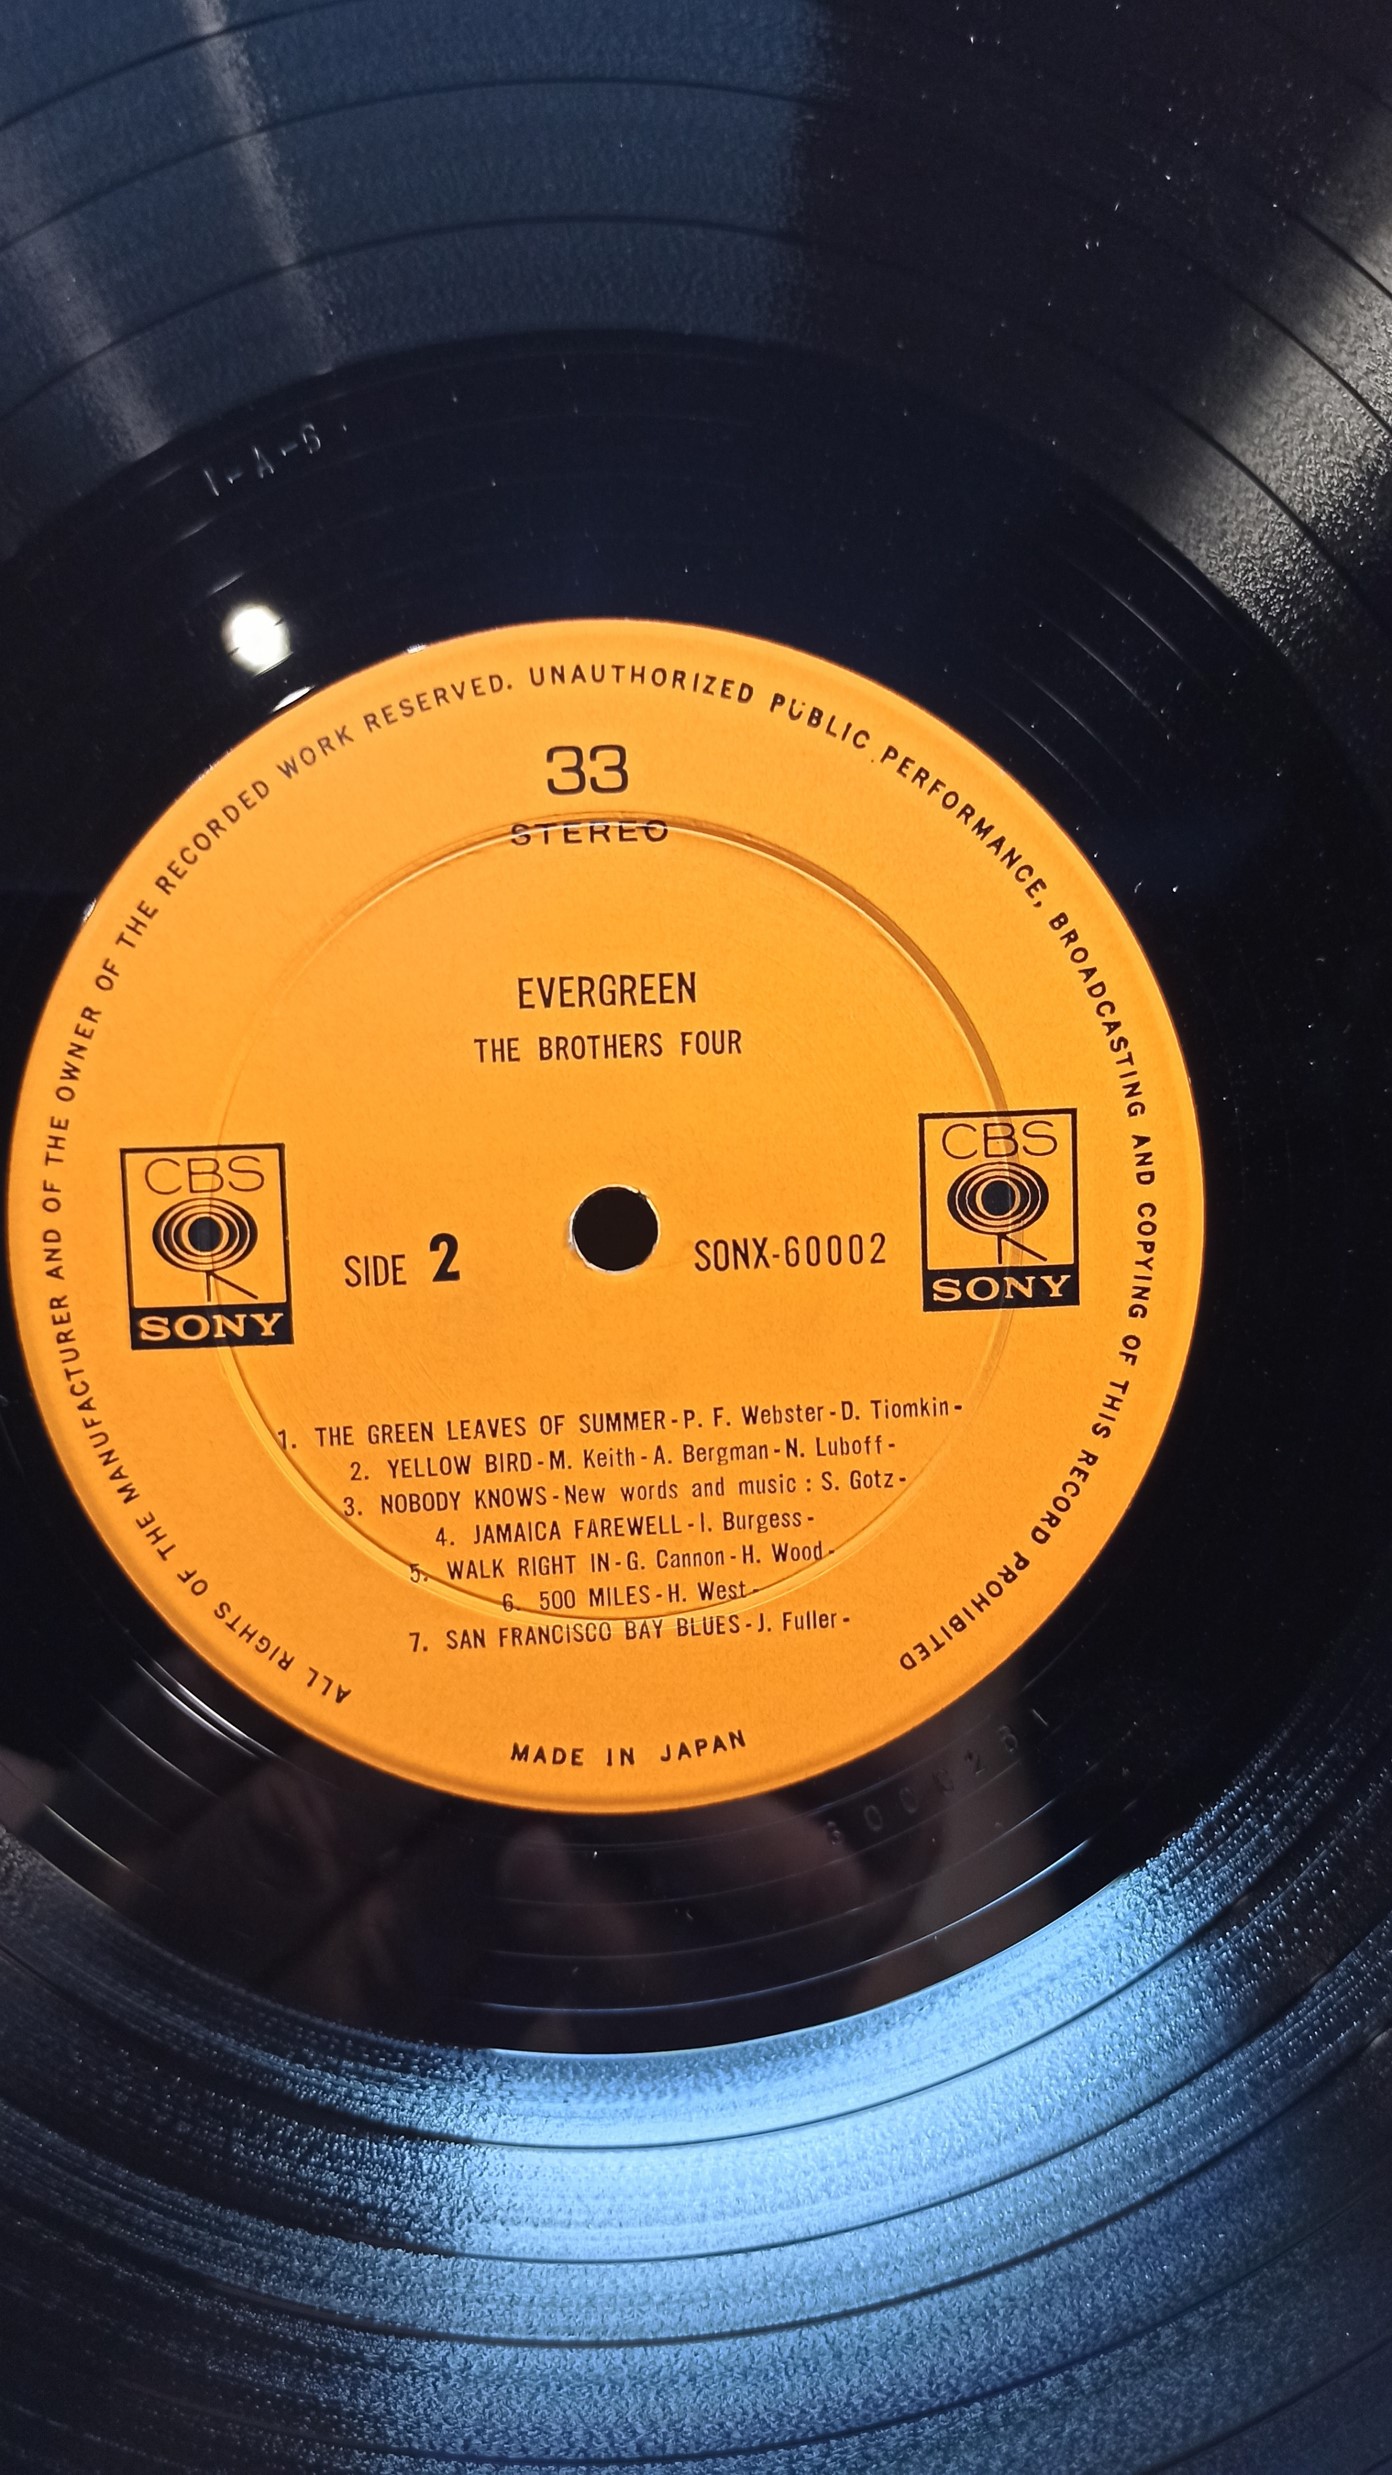 1-A-6
ALL RIGHTS OF THE MANUFACTURER AND OF THE OWNER OF THE RECORDED WORK RESERVED. UNAUTHORIZED PUBLIC PERFORMANCE, BROADCASTING AND COPYING OF THIS RECORD PROHIBITED
33
STEREO
EVERGREEN
THE BROTHERS FOUR
CBS
SONY
SIDE 2
SONX-60002
CBS
SONY
1. THE GREEN LEAVES OF SUMMER-P. F. Webster-D. Tiomkin-
2. YELLOW BIRD-M. Keith-A. Bergman-N. Luboff-
3. NOBODY KNOWS-New words and music : S. Gotz-
4. JAMAICA FAREWELL-I. Burgess-
5. WALK RIGHT IN-G. Cannon-H. Wood-
6. 500 MILES-H. West-
7. SAN FRANCISCO BAY BLUES-J. Fuller-
MADE IN JAPAN